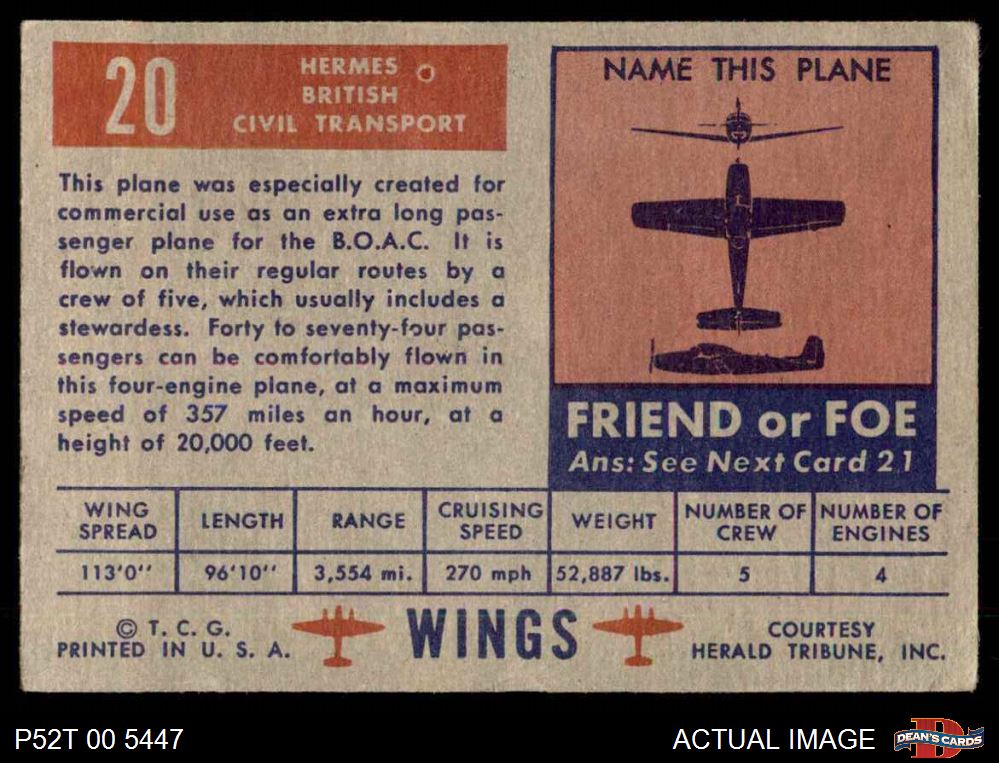 20
HERMES
BRITISH
CIVIL TRANSPORT
This plane was especially created for
commercial use as an extra long pas-
senger plane for the B.O.A.C. It is
flown on their regular routes by a
crew of five, which usually includes a
stewardess. Forty to seventy-four pas-
sengers can be comfortably flown in
this four-engine plane, at a maximum
speed of 357 miles an hour, at a
height of 20,000 feet.
NAME THIS PLANE
FRIEND or FOE
Ans: See Next Card 21
WING SPREAD LENGTH RANGE CRUISING SPEED WEIGHT NUMBER OF CREW NUMBER OF ENGINES
113'0'' 96'10'' 3,554 mi. 270 mph 52,887 lbs. 5 4
© T. C. G.
PRINTED IN U. S. A.
WINGS
COURTESY
HERALD TRIBUNE, INC.
P52T 00 5447
ACTUAL IMAGE
DEAN'S CARDS